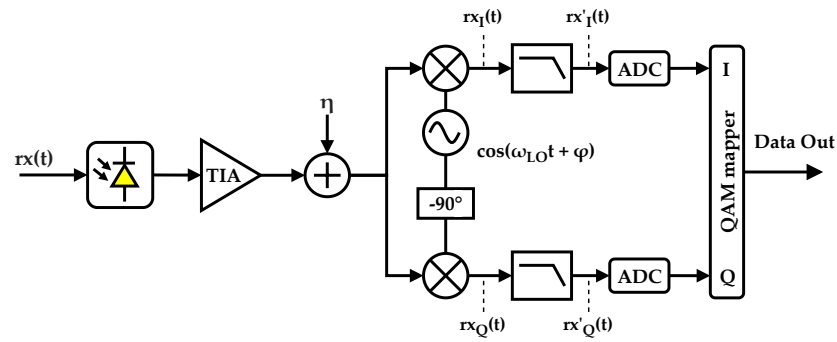 rx_I(t)
rx'_I(t)
ADC
I
η
rx(t)
TIA
cos(ω_LO t + φ)
QAM mapper
Data Out
-90°
ADC
Q
rx_Q(t)
rx'_Q(t)